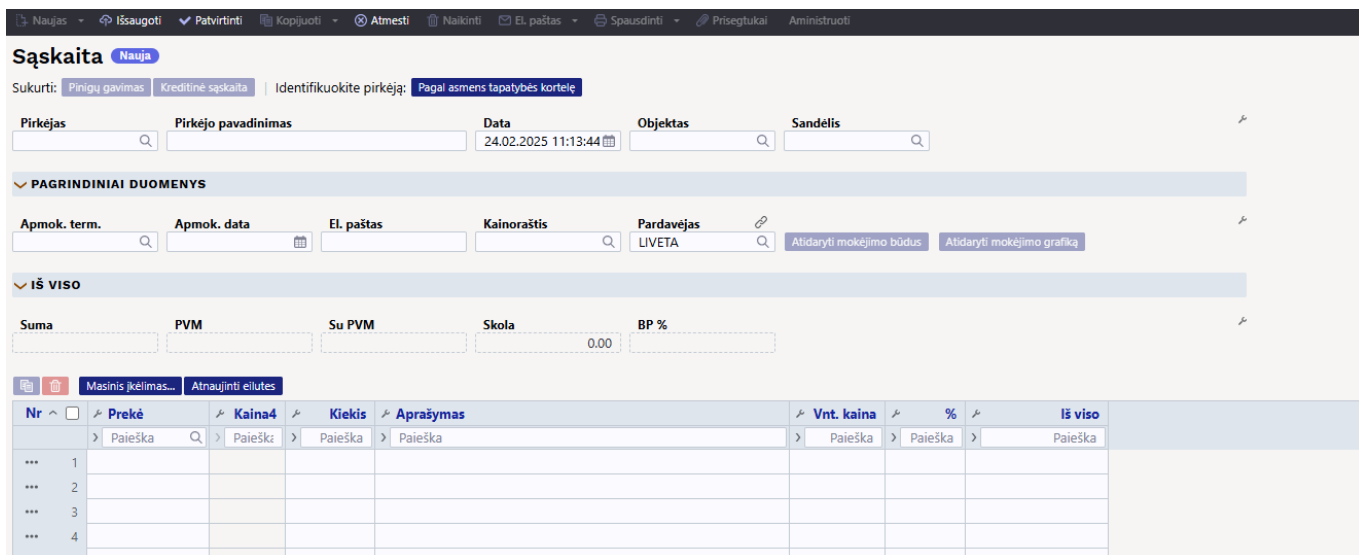 Naujas Išsaugoti Patvirtinti Kopijuoti Atmesti Naikinti El. paštas Spausdinti Prisegtukai Aministruoti
Sąskaita Nauja
Sukurti: Pinigų gavimas Kreditinė sąskaita | Identifikuokite pirkėją: Pagal asmens tapatybės kortelę
Pirkėjas Pirkėjo pavadinimas Data Objektas Sandėlis
24.02.2025 11:13:44
PAGRINDINIAI DUOMENYS
Apmok. term. Apmok. data El. paštas Kainoraštis Pardavėjas
LIVETA Atidaryti mokėjimo būdus Atidaryti mokėjimo grafiką
IŠ VISO
Suma PVM Su PVM Skola BP %
0.00
Masinis įkėlimas... Atnaujinti eilutes
Nr Prekė Kaina4 Kiekis Aprašymas Vnt. kaina % Iš viso
Paieška Paieška Paieška Paieška Paieška Paieška Paieška
1
2
3
4